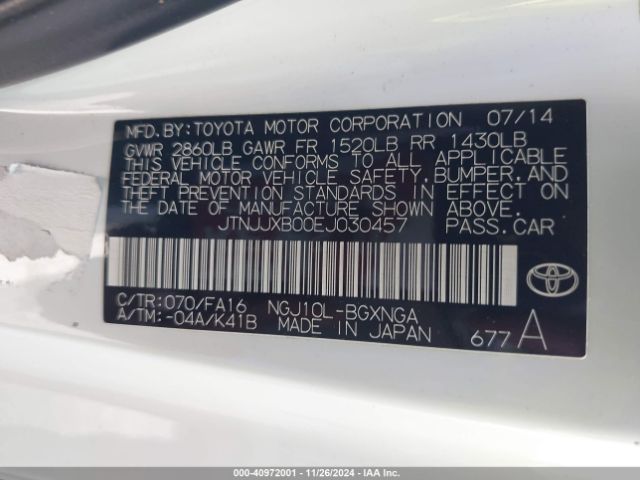 MFD.BY:TOYOTA MOTOR CORPORATION 07/14
GVWR 2860LB GAWR FR 1520LB RR 1430LB
THIS VEHICLE CONFORMS TO ALL APPLICABLE
FEDERAL MOTOR VEHICLE SAFETY,BUMPER,AND
THEFT PREVENTION STANDARDS IN EFFECT ON
THE DATE OF MANUFACTURE SHOWN ABOVE.
JTNJJXB00EJ030457 PASS.CAR
C/TR:070/FA16 NGJ10L-BGXNGA
A/TM:-04A/K41B MADE IN JAPAN
677 A
000-40972001 - 11/26/2024 - IAA Inc.